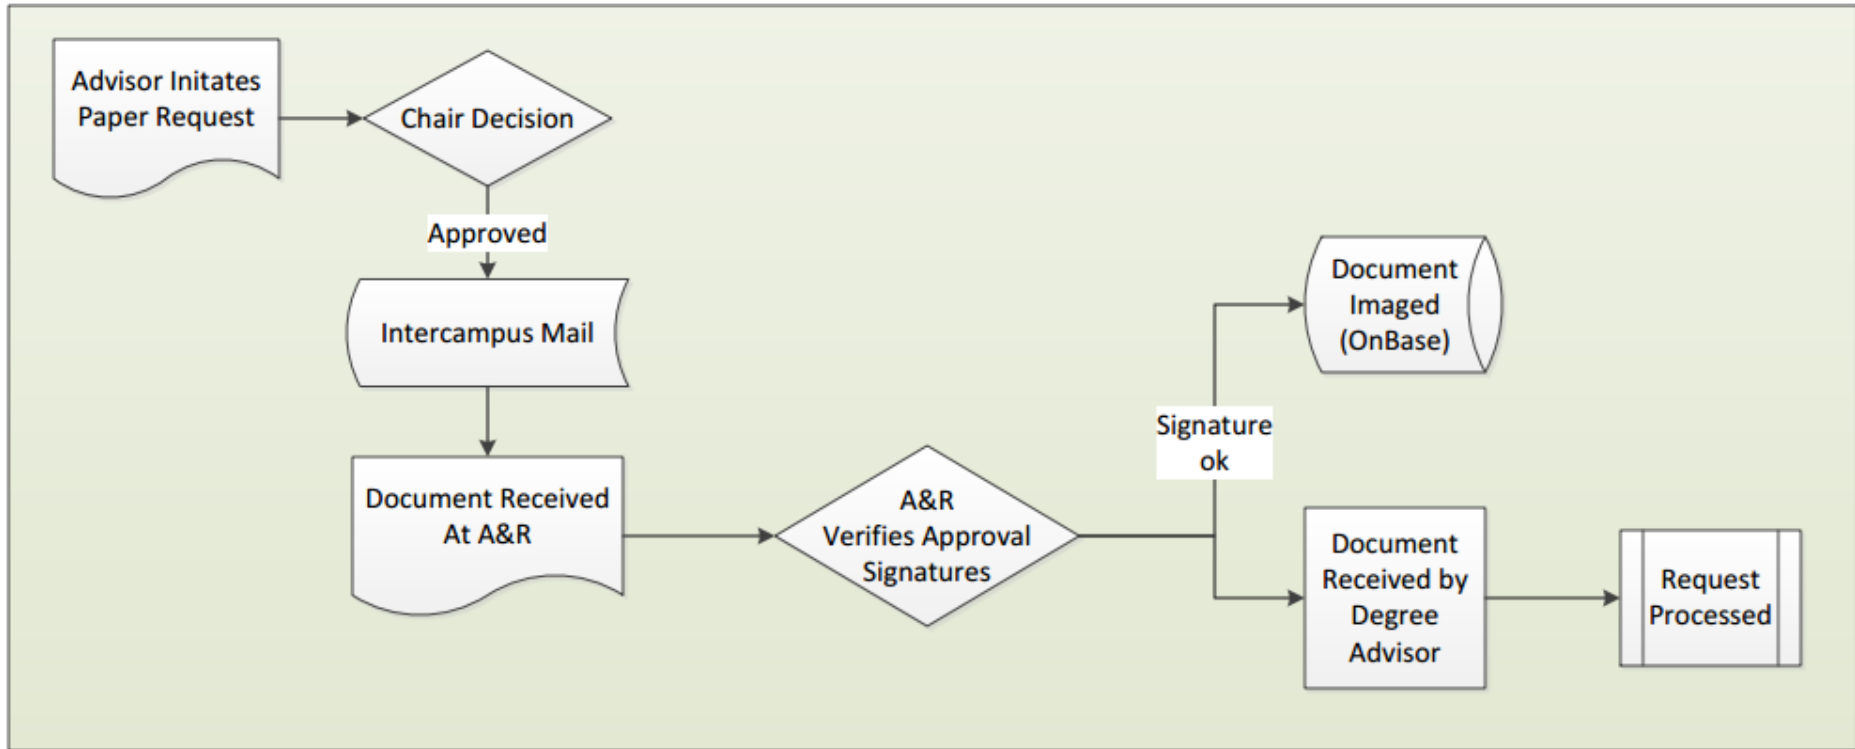 Advisor Initates
Paper Request
Chair Decision
Approved
Intercampus Mail
Document Received
At A&R
A&R
Verifies Approval
Signatures
Signature
ok
Document
Imaged
(OnBase)
Document
Received by
Degree
Advisor
Request
Processed